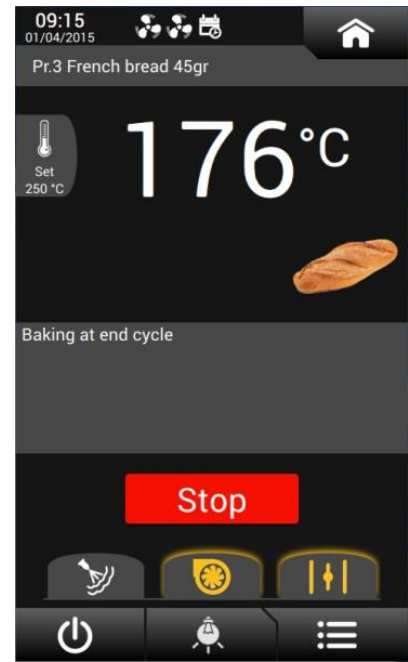 09:15
01/04/2015
Pr.3 French bread 45gr
176°C
Set
250 °C
Baking at end cycle
Stop